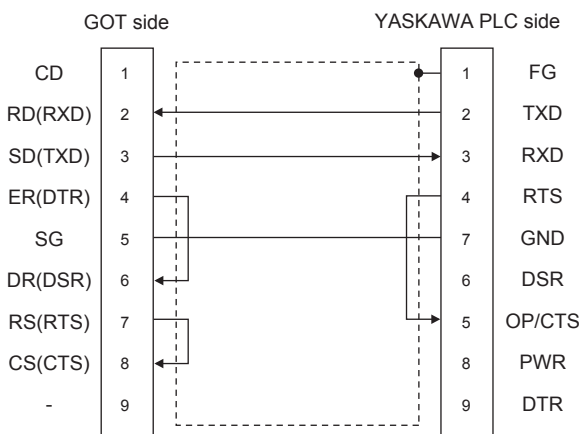 GOT side YASKAWA PLC side
CD 1 1 FG
RD(RXD) 2 2 TXD
SD(TXD) 3 3 RXD
ER(DTR) 4 4 RTS
SG 5 7 GND
DR(DSR) 6 6 DSR
RS(RTS) 7 5 OP/CTS
CS(CTS) 8 8 PWR
- 9 9 DTR